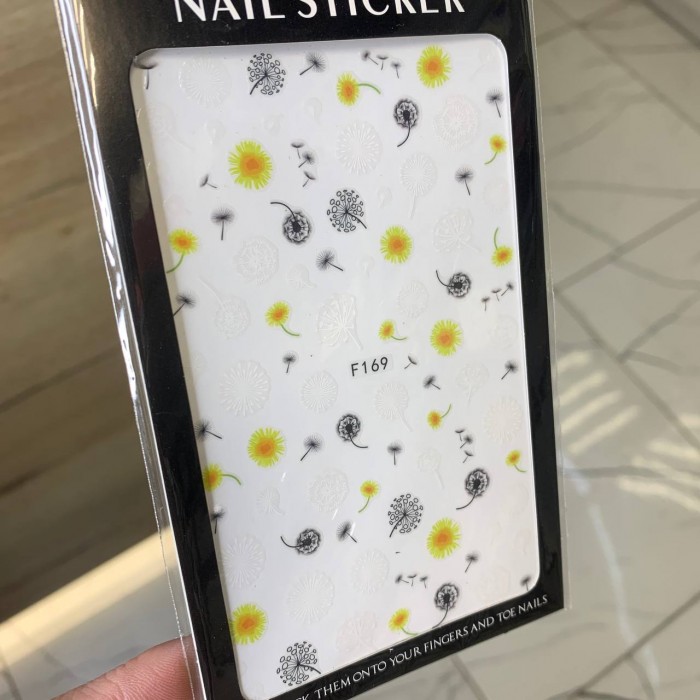 NAIL STICKER
F169
THEM ONTO YOUR FINGERS AND TOE NAILS